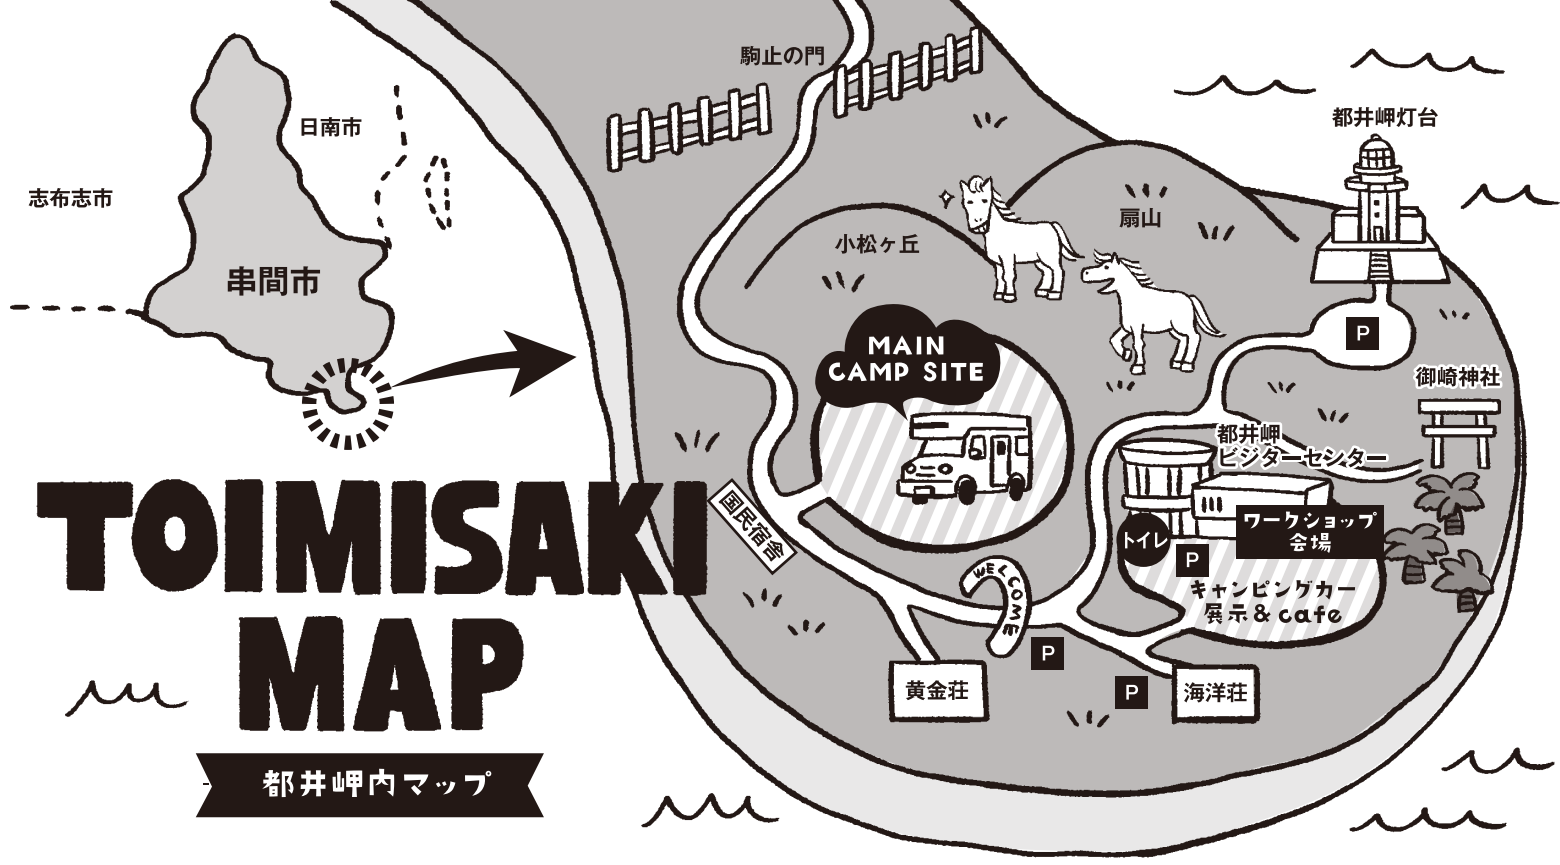 駒止の門
都井岬灯台
日南市
志布志市
串間市
扇山
小松ヶ丘
P
MAIN
CAMP SITE
御崎神社
都井岬
ビジターセンター
国民宿舎
ワークショップ
会場
トイレ
P
キャンピングカー
展示&cafe
WELCOME
P
P
黄金荘
海洋荘
TOIMISAKI
MAP
都井岬内マップ